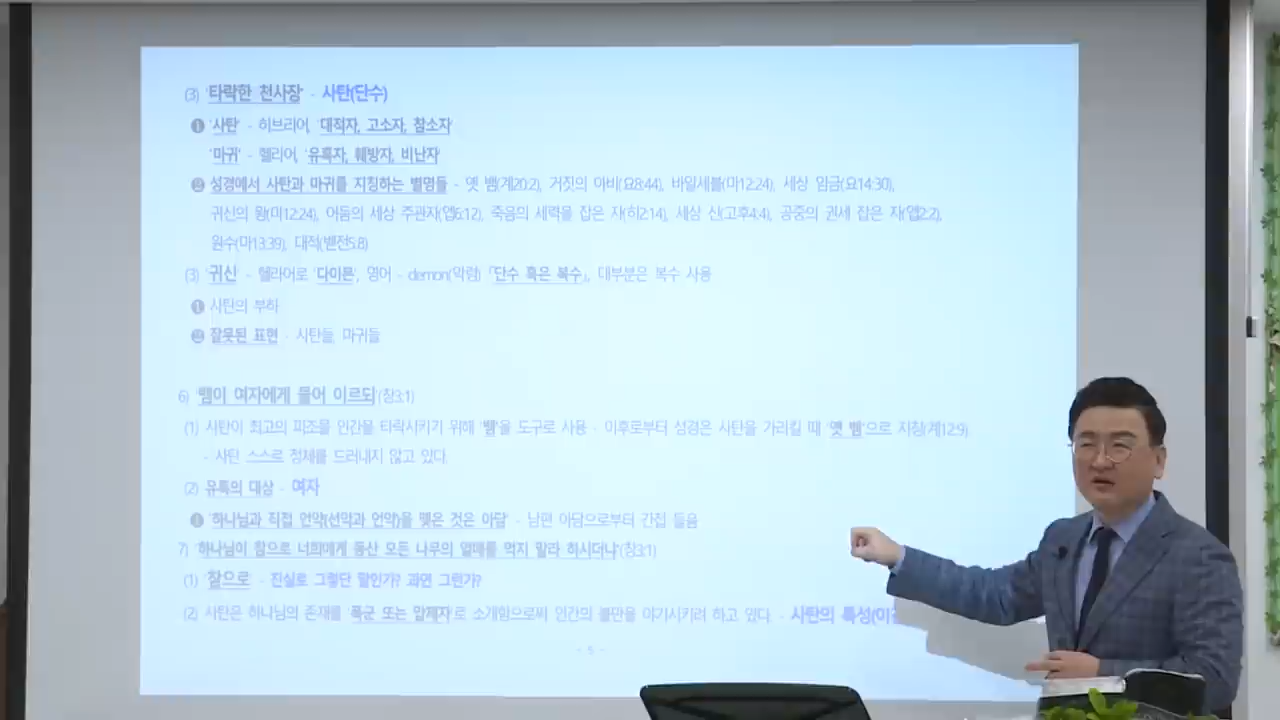 (3) '타락한 천사장' - 사탄(단수)
❶ '사탄' - 히브리어, '대적자, 고소자, 참소자'
'마귀' - 헬리어, '유혹자, 훼방자, 비난자'
❷ 성경에서 사탄과 마귀를 지칭하는 별명들 - 옛 뱀(계20:2), 거짓의 아비(요8:44), 바알세블(마12:24), 세상 임금(요14:30),
귀신의 왕(마12:24), 어둠의 세상 주관자(엡6:12), 죽음의 세력을 잡은 자(히2:14), 세상 신(고후4:4), 공중의 권세 잡은 자(엡2:2),
원수(마13:39), 대적(벧전5:8)
(3) '귀신' - 헬라어로 '다이몬', 영어 - demon(악령) 「단수 혹은 복수」, 대부분은 복수 사용
❶ 사탄의 부하
❷ 잘못된 표현 - 사탄들, 마귀들
6) '뱀이 여자에게 물어 이르되'(창3:1)
(1) 사탄이 최고의 피조물 인간을 타락시키기 위해 '뱀'을 도구로 사용 - 이후로부터 성경은 사탄을 가리킬 때 '옛 뱀'으로 지칭(계12:9)
- 사탄 스스로 정체를 드러내지 않고 있다.
(2) 유혹의 대상 - 여자
❶ '하나님과 직접 언약(선악과 언약)을 맺은 것은 아담' - 남편 아담으로부터 간접 들음
7) '하나님이 참으로 너희에게 동산 모든 나무의 열매를 먹지 말라 하시더냐'(창3:1)
(1) '참으로' - 진실로 그렇단 말인가? 과연 그런가?
(2) 사탄은 하나님의 존재를 '폭군 또는 압제자'로 소개함으로써 인간의 불만을 야기시키려 하고 있다. - 사탄의 특성(이
- 5 -